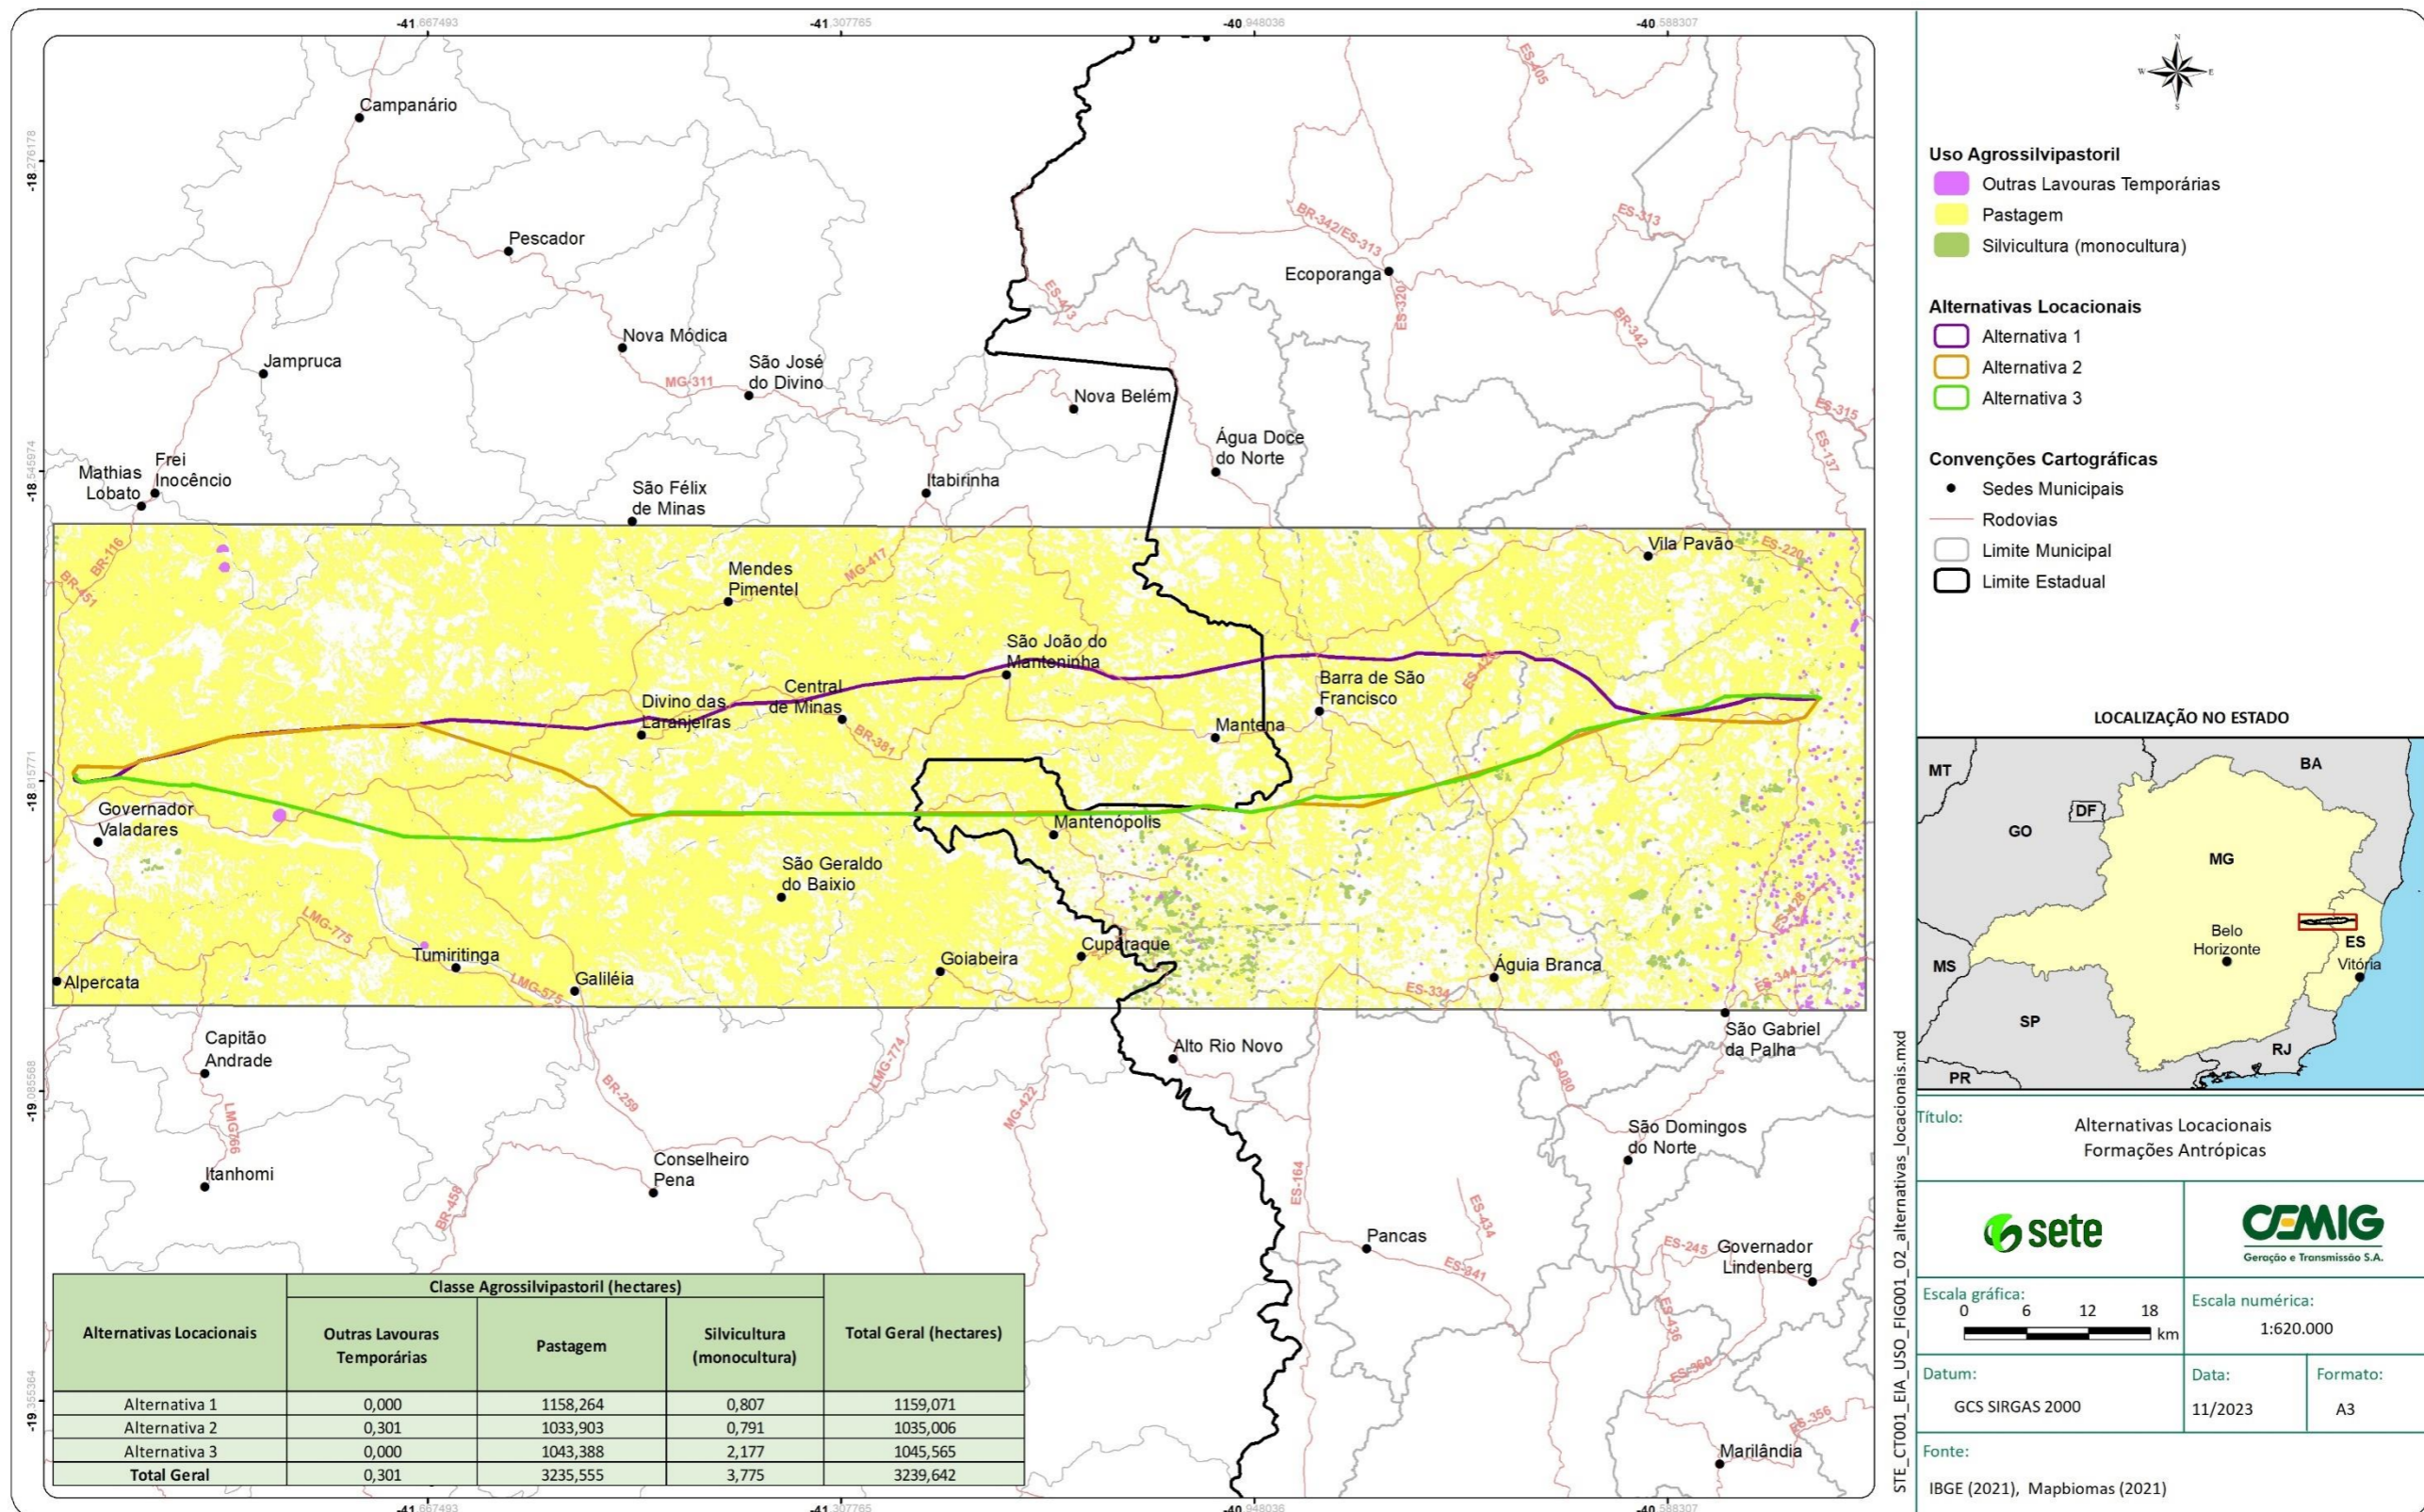 -41.667493
-41.307765
-40.948036
-40.588307
-18.276178
-18.545974
-18.815771
-19.085568
-19.355364
Campanário
ES-405
Pescador
BR-342/ES-313
ES-313
Ecoporanga
ES-320
ES-413
BR-342
Nova Módica
São José
do Divino
MG-311
Jampruca
Nova Belém
ES-315
ES-137
Água Doce
do Norte
Mathias
Lobato
Frei
Inocêncio
São Félix
de Minas
Itabirinha
BR-116
BR-451
Mendes
Pimentel
MG-417
Vila Pavão
ES-220
São João do
Manteninha
Divino das
Laranjeiras
Central
de Minas
BR-381
Barra de São
Francisco
Mantena
Governador
Valadares
Mantenópolis
São Geraldo
do Baixio
ES-428
LMG-775
Tumiritinga
LMG-575
Galiléia
Goiabeira
Cuparaque
Águia Branca
ES-334
ES-344
Alpercata
São Gabriel
da Palha
Capitão
Andrade
Alto Rio Novo
LMG-774
BR-259
MG-422
ES-080
LMG766
São Domingos
do Norte
Itanhomi
Conselheiro
Pena
BR-458
ES-164
ES-434
Pancas
ES-341
ES-245
Governador
Lindenberg
ES-436
ES-360
ES-356
Marilândia
Alternativas Locacionais
Classe Agrossilvipastoril (hectares)
Total Geral (hectares)
Outras Lavouras
Temporárias
Pastagem
Silvicultura
(monocultura)
Alternativa 1 0,000 1158,264 0,807 1159,071
Alternativa 2 0,301 1033,903 0,791 1035,006
Alternativa 3 0,000 1043,388 2,177 1045,565
Total Geral 0,301 3235,555 3,775 3239,642
-41.667493
-41.307765
-40.948036
-40.588307
STE_CT001_EIA_USO_FIG001_02_alternativas_locacionais.mxd
N
W
E
S
Uso Agrossilvipastoril
Outras Lavouras Temporárias
Pastagem
Silvicultura (monocultura)
Alternativas Locacionais
Alternativa 1
Alternativa 2
Alternativa 3
Convenções Cartográficas
Sedes Municipais
Rodovias
Limite Municipal
Limite Estadual
LOCALIZAÇÃO NO ESTADO
MT
BA
DF
GO
MG
Belo
Horizonte
ES
Vitória
MS
SP
RJ
PR
Título:
Alternativas Locacionais
Formações Antrópicas
sete
CEMIG
Geração e Transmissão S.A.
Escala gráfica:
0 6 12 18
km
Escala numérica:
1:620.000
Datum:
GCS SIRGAS 2000
Data:
11/2023
Formato:
A3
Fonte:
IBGE (2021), Mapbiomas (2021)